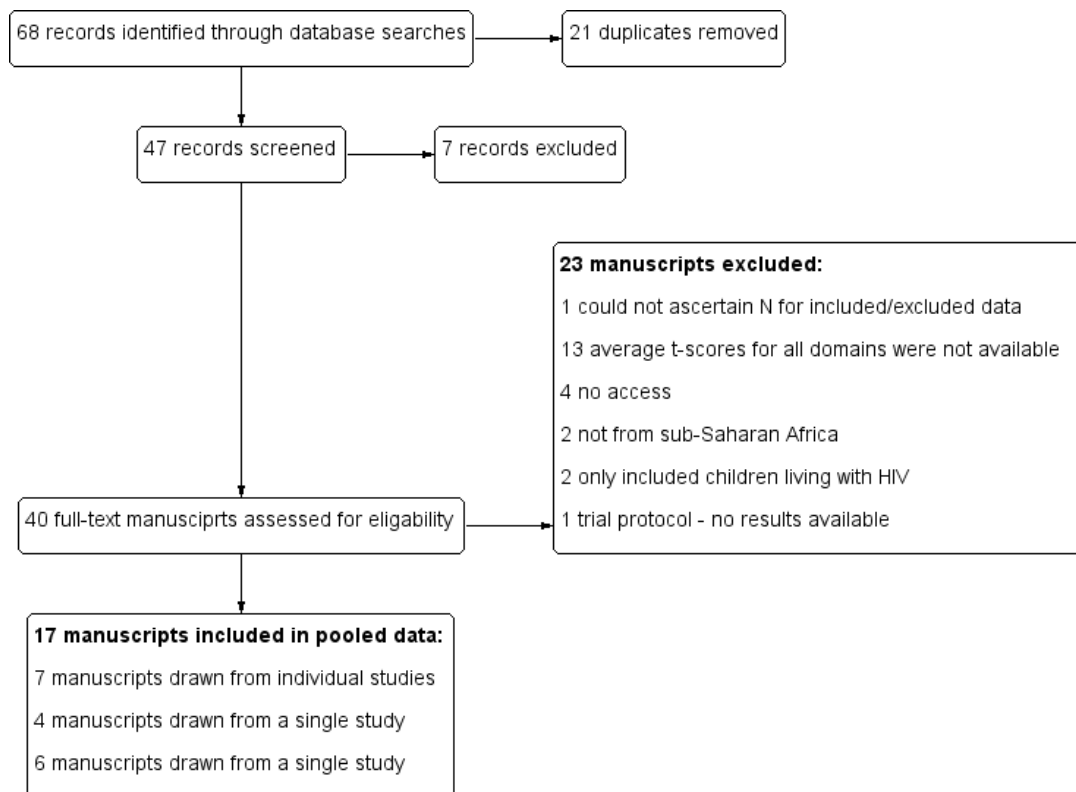 68 records identified through database searches
21 duplicates removed
47 records screened
7 records excluded
23 manuscripts excluded:
1 could not ascertain N for included/excluded data
13 average t-scores for all domains were not available
4 no access
2 not from sub-Saharan Africa
2 only included children living with HIV
1 trial protocol - no results available
40 full-text manusciprts assessed for eligability
17 manuscripts included in pooled data:
7 manuscripts drawn from individual studies
4 manuscripts drawn from a single study
6 manuscripts drawn from a single study